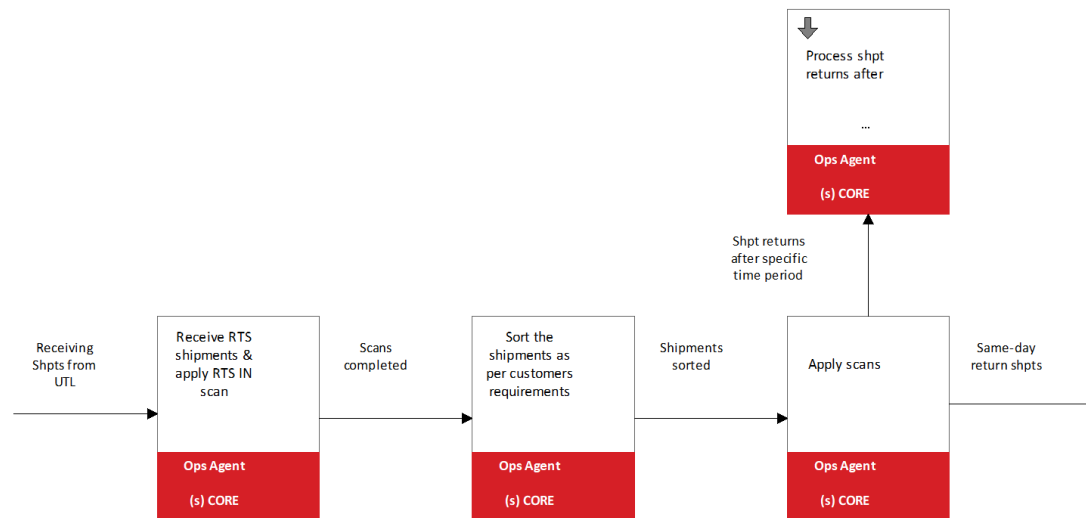 Process shpt
returns after
...
Ops Agent
(s) CORE
Shpt returns
after specific
time period
Receiving
Shpts from
UTL
Receive RTS
shipments &
apply RTS IN
scan
Ops Agent
(s) CORE
Scans
completed
Sort the
shipments as
per customers
requirements
Ops Agent
(s) CORE
Shipments
sorted
Apply scans
Ops Agent
(s) CORE
Same-day
return shpts